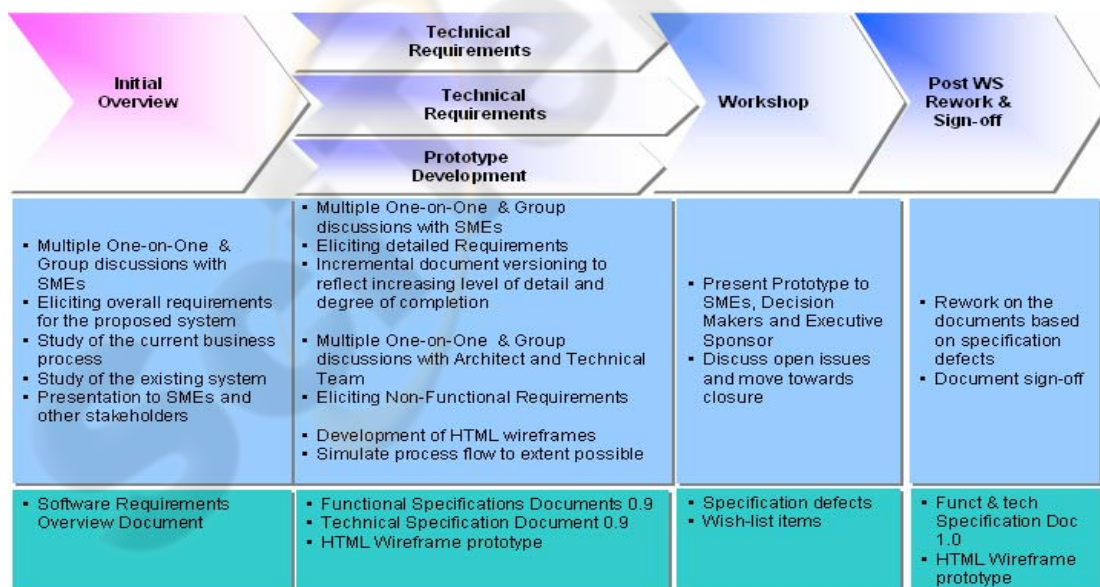 Initial
Overview
Technical
Requirements
Technical
Requirements
Prototype
Development
Workshop
Post WS
Rework &
Sign-off
▪ Multiple One-on-One &
Group discussions with
SMEs
▪ Eliciting overall requirements
for the proposed system
▪ Study of the current business
process
▪ Study of the existing system
▪ Presentation to SMEs and
other stakeholders
▪ Multiple One-on-One & Group
discussions with SMEs
▪ Eliciting detailed Requirements
▪ Incremental document versioning to
reflect increasing level of detail and
degree of completion
▪ Multiple One-on-One & Group
discussions with Architect and Technical
Team
▪ Eliciting Non-Functional Requirements
▪ Development of HTML wireframes
▪ Simulate process flow to extent possible
▪ Present Prototype to
SMEs, Decision
Makers and Executive
Sponsor
▪ Discuss open issues
and move towards
closure
▪ Rework on the
documents based
on specification
defects
▪ Document sign-off
▪ Software Requirements
Overview Document
▪ Functional Specifications Documents 0.9
▪ Technical Specification Document 0.9
▪ HTML Wireframe prototype
▪ Specification defects
▪ Wish-list items
▪ Funct & tech
Specification Doc
1.0
▪ HTML Wireframe
prototype